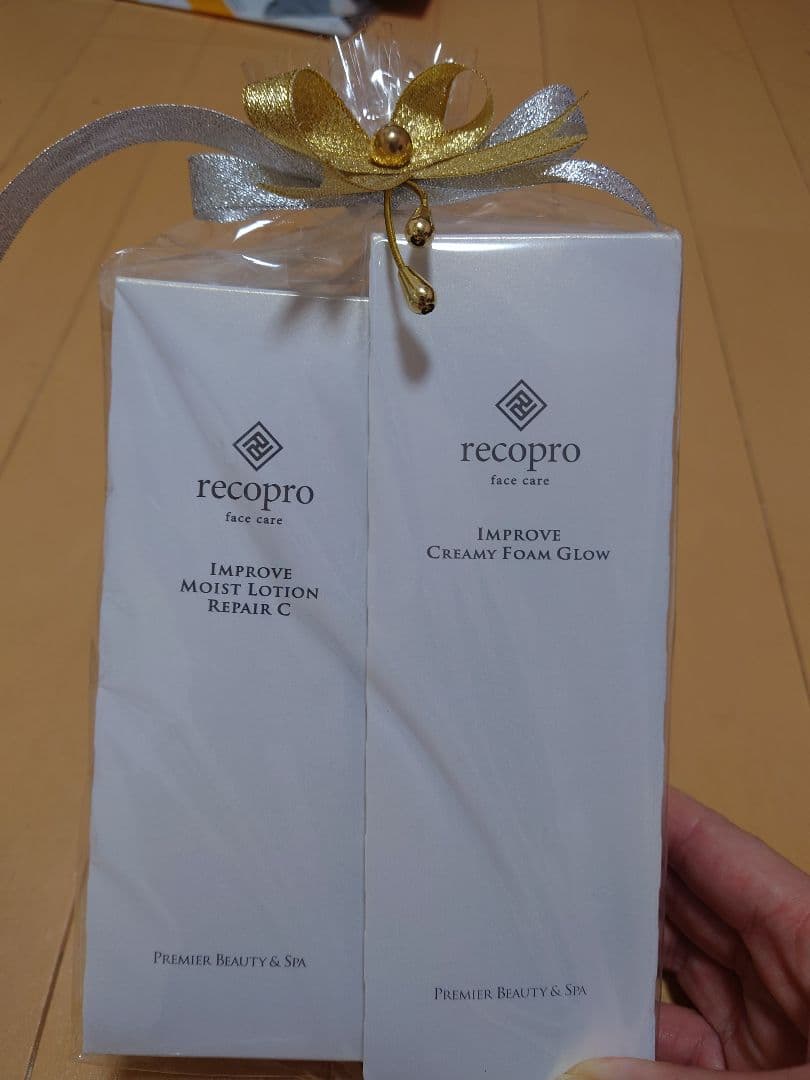 recopro
face care
IMPROVE
MOIST LOTION
REPAIR C
PREMIER BEAUTY & SPA
recopro
face care
IMPROVE
CREAMY FOAM GLOW
PREMIER BEAUTY & SPA